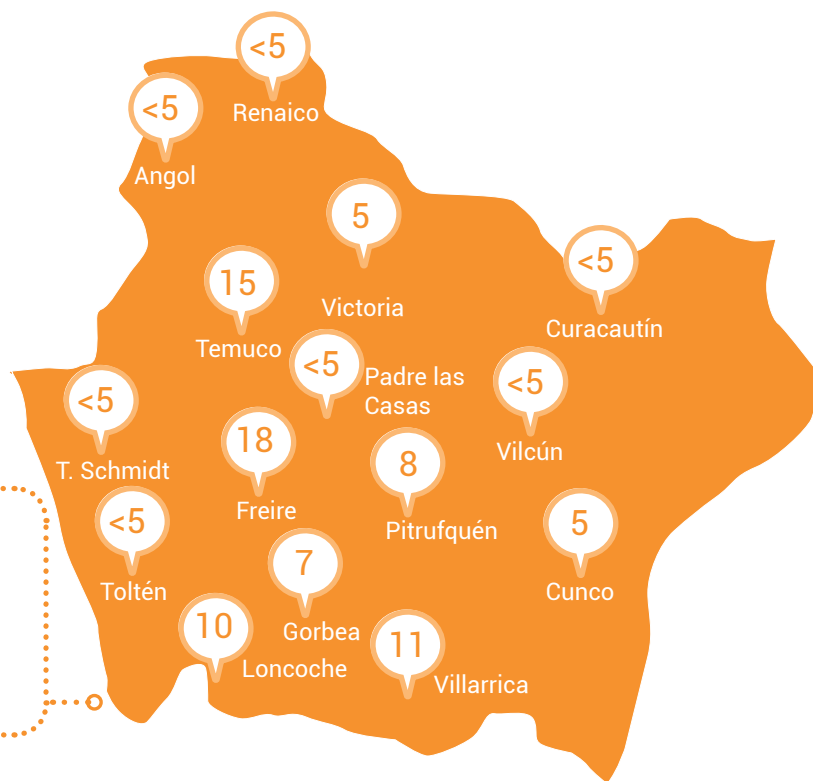 <5
Renaico
<5
Angol
5
Victoria
<5
Curacautín
15
Temuco
<5
Padre las
Casas
<5
Vilcún
<5
T. Schmidt
18
Freire
8
Pitrufquén
<5
Toltén
5
Cunco
7
Gorbea
10
Loncoche
11
Villarrica